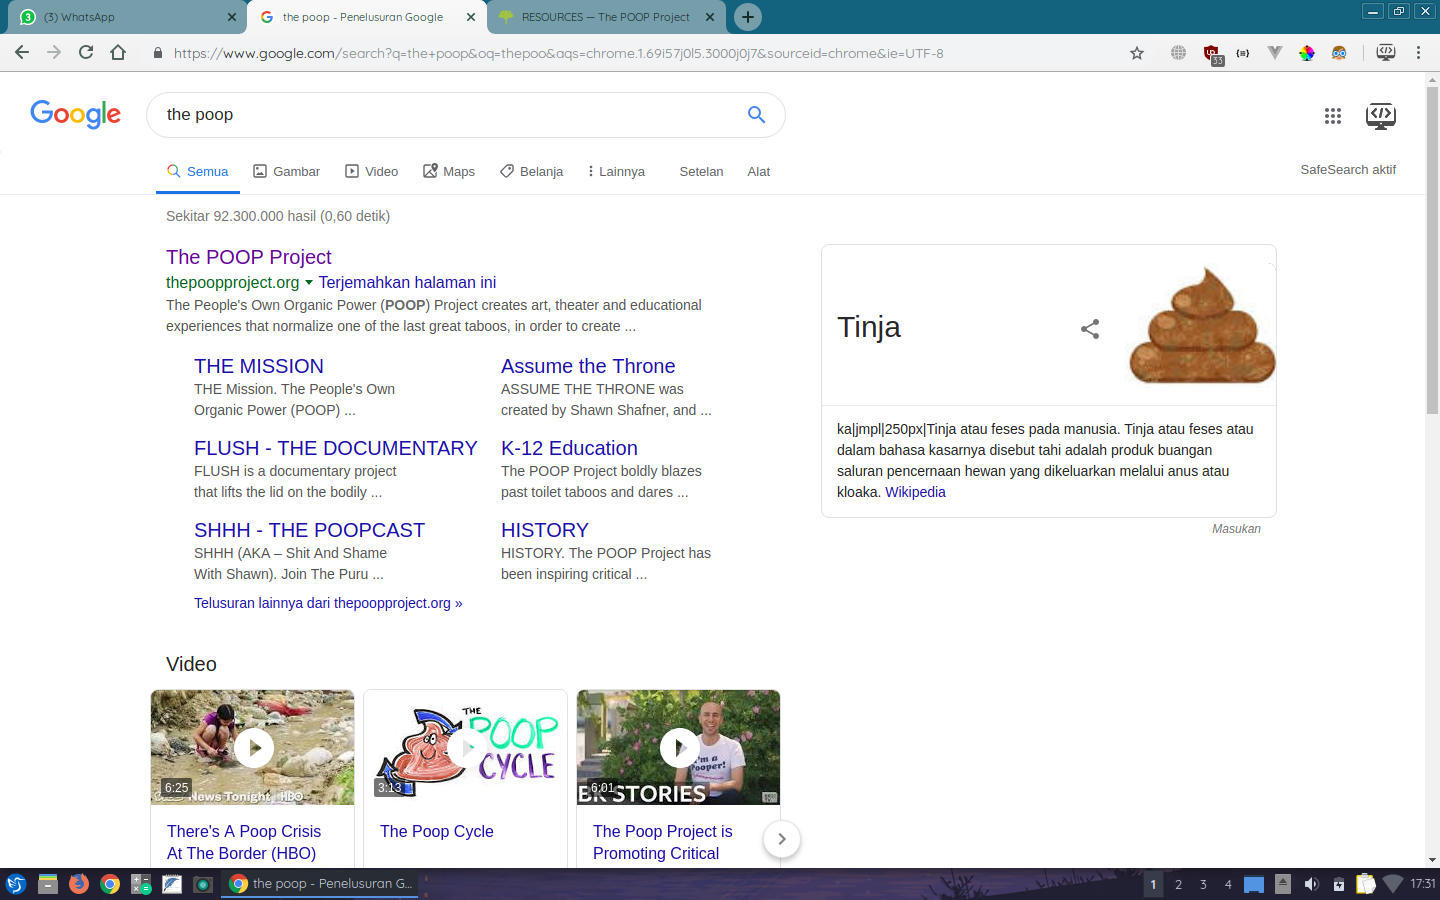 (3) WhatsApp
the poop - Penelusuran Google
RESOURCES — The POOP Project
https://www.google.com/search?q=the+poop&oq=thepoo&aqs=chrome.1.69i57j0l5.3000j0j7&sourceid=chrome&ie=UTF-8
33
Google
the poop
Semua
Gambar
Video
Maps
Belanja
Lainnya
Setelan
Alat
SafeSearch aktif
Sekitar 92.300.000 hasil (0,60 detik)
The POOP Project
thepoopproject.org Terjemahkan halaman ini
The People's Own Organic Power (POOP) Project creates art, theater and educational
experiences that normalize one of the last great taboos, in order to create ...
THE MISSION
THE Mission. The People's Own
Organic Power (POOP) ...
Assume the Throne
ASSUME THE THRONE was
created by Shawn Shafner, and ...
FLUSH - THE DOCUMENTARY
FLUSH is a documentary project
that lifts the lid on the bodily ...
K-12 Education
The POOP Project boldly blazes
past toilet taboos and dares ...
SHHH - THE POOPCAST
SHHH (AKA – Shit And Shame
With Shawn). Join The Puru ...
HISTORY
HISTORY. The POOP Project has
been inspiring critical ...
Telusuran lainnya dari thepoopproject.org »
Tinja
ka|jmpl|250px|Tinja atau feses pada manusia. Tinja atau feses atau
dalam bahasa kasarnya disebut tahi adalah produk buangan
saluran pencernaan hewan yang dikeluarkan melalui anus atau
kloaka. Wikipedia
Masukan
Video
6:25
News Tonight HBO
There's A Poop Crisis
At The Border (HBO)
THE
POOP
CYCLE
3:13
The Poop Cycle
I'm a
Pooper!
6:01
BK STORIES
The Poop Project is
Promoting Critical
the poop - Penelusuran G...
1
2
3
4
17:31